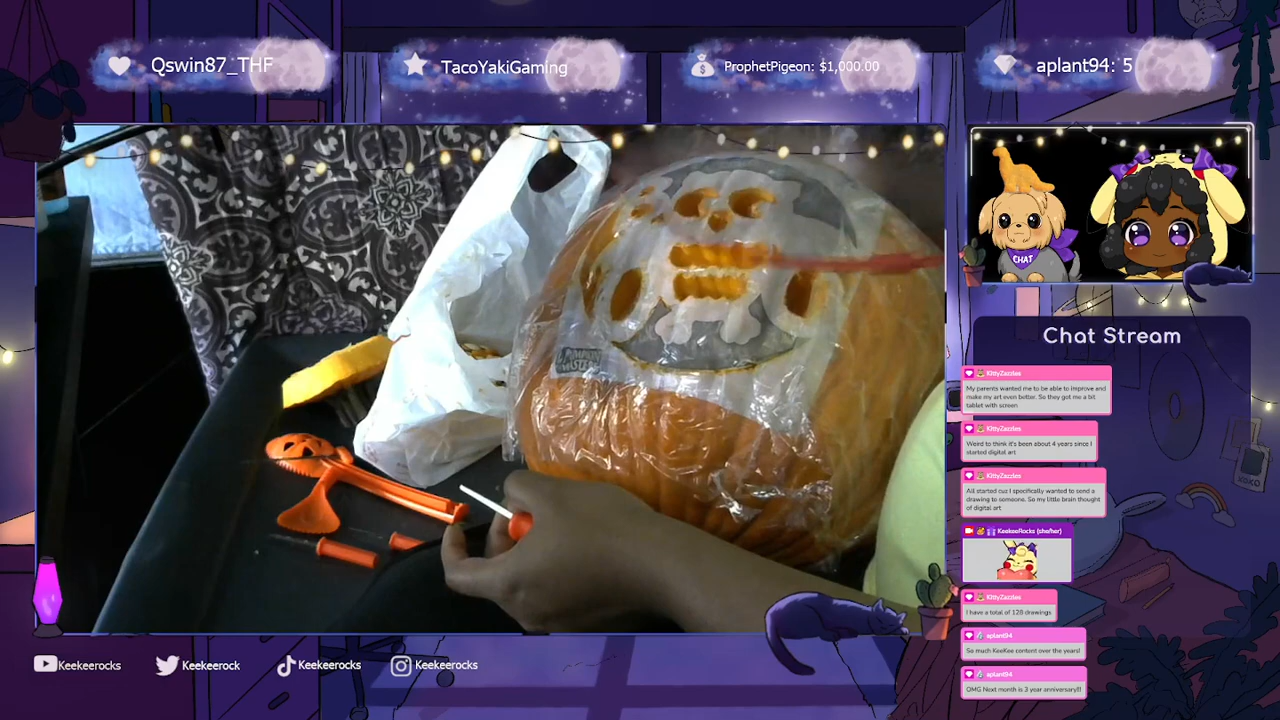 Qswin87_THF
TacoYakiGaming
ProphetPigeon: $1,000.00
aplant94: 5
CHAT
Chat Stream
KittyZazzles
My parents wanted me to be able to improve and
make my art even better. So they got me a bit
tablet with screen
KittyZazzles
Weird to think it's been about 4 years since I
started digital art
KittyZazzles
All started cuz I specifically wanted to send a
drawing to someone. So my little brain thought
of digital art
KeekeeRocks (she/her)
KittyZazzles
I have a total of 128 drawings
aplant94
So much KeeKee content over the years!
aplant94
OMG Next month is 3 year anniversary!!!
Keekeerocks
Keekeerock
Keekeerocks
Keekeerocks